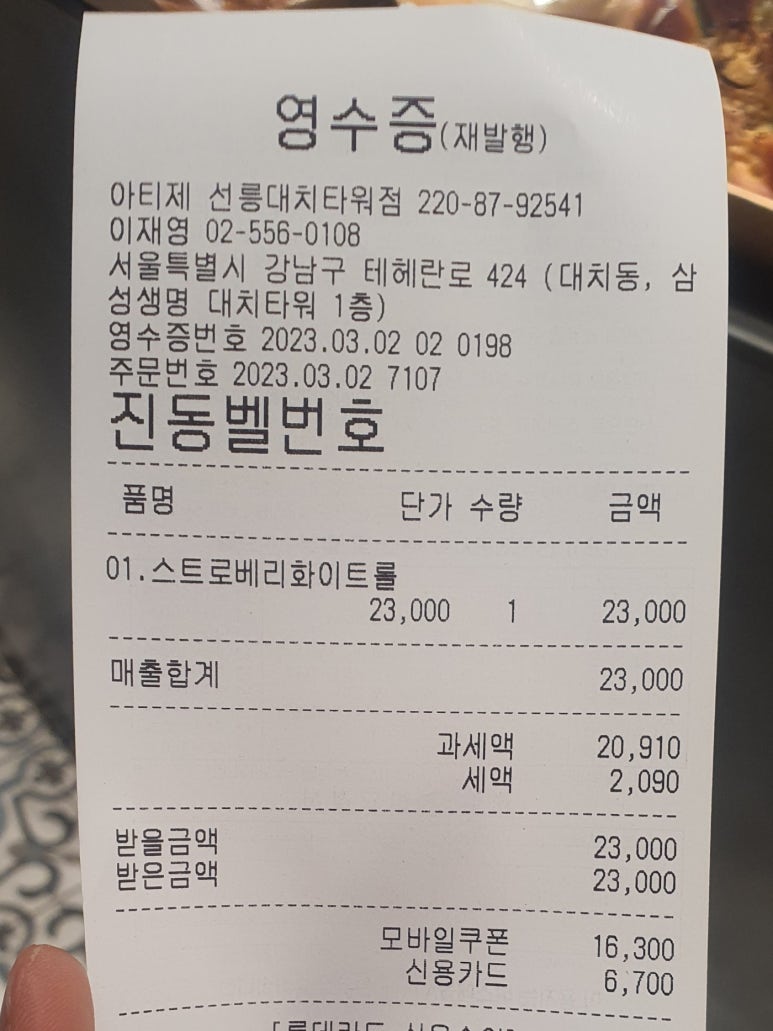 영수증(재발행)
아티제 선릉대치타워점 220-87-92541
이재영 02-556-0108
서울특별시 강남구 테헤란로 424 (대치동, 삼
성생명 대치타워 1층)
영수증번호 2023.03.02 02 0198
주문번호 2023.03.02 7107
진동벨번호
품명 단가 수량 금액
01.스트로베리화이트롤
23,000 1 23,000
매출합계 23,000
과세액 20,910
세액 2,090
받을금액 23,000
받은금액 23,000
모바일쿠폰 16,300
신용카드 6,700